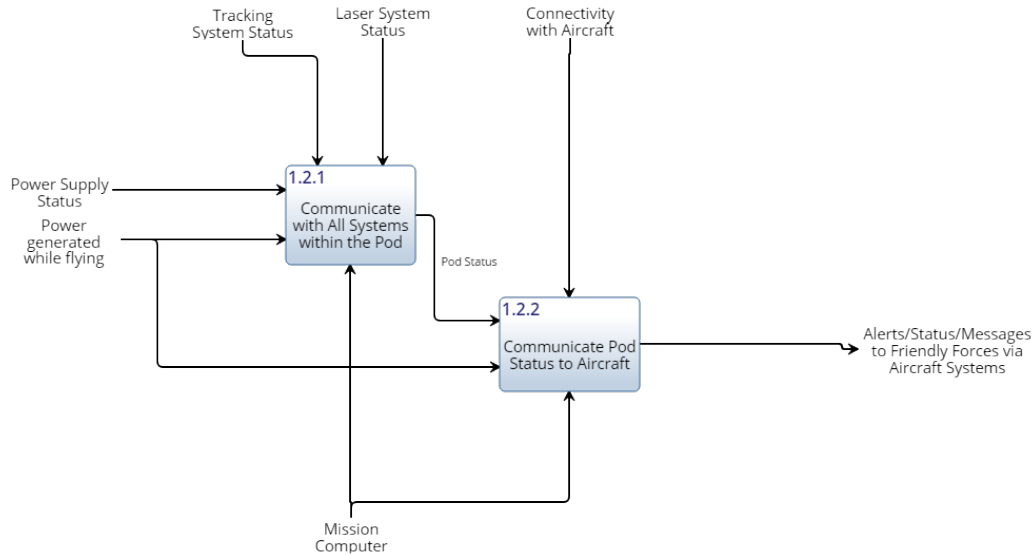 Tracking
System Status
Laser System
Status
Connectivity
with Aircraft
Power Supply
Status
Power
generated
while flying
1.2.1
Communicate
with All Systems
within the Pod
Pod Status
1.2.2
Communicate Pod
Status to Aircraft
Alerts/Status/Messages
to Friendly Forces via
Aircraft Systems
Mission
Computer